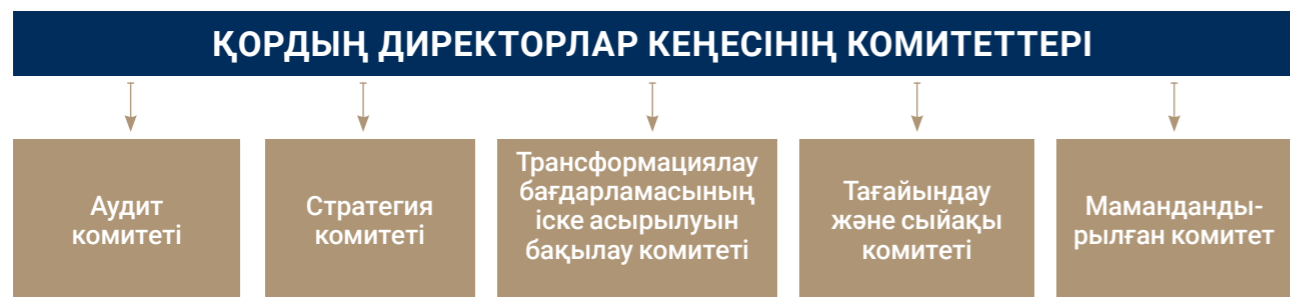 ҚОРДЫҢ ДИРЕКТОРЛАР КЕҢЕСІНІҢ КОМИТЕТТЕРІ
Аудит
комитеті
Стратегия
комитеті
Трансформациялау
бағдарламасының
іске асырылуын
бақылау комитеті
Тағайындау
және сыйақы
комитеті
Маманданды-
рылған комитет